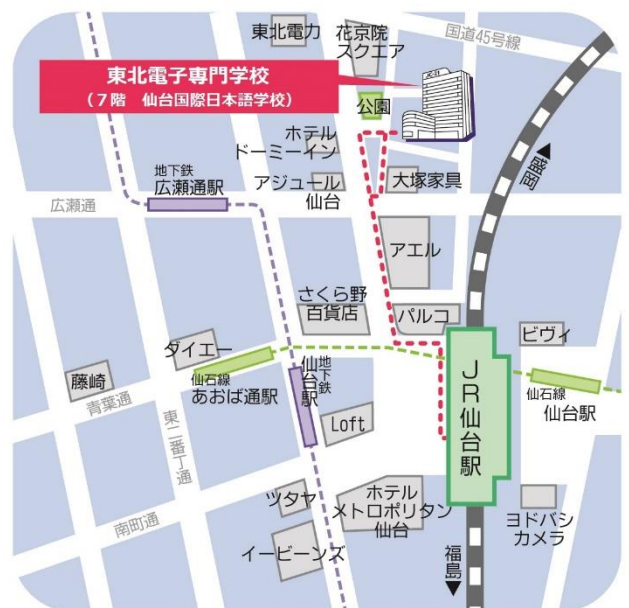 東北電力
花京院
スクエア
国道45号線
東北電子専門学校
（７階　仙台国際日本語学校）
公園
ホテル
ドーミーイン
大塚家具
盛岡
地下鉄
広瀬通駅
アジュール
仙台
広瀬通
アエル
さくら野
百貨店
パルコ
ビヴィ
ダイエー
藤崎
仙石線
あおば通駅
地下鉄
仙台駅
JR仙台駅
仙石線
仙台駅
青葉通
東二番丁通
Loft
南町通
ツタヤ
ホテル
メトロポリタン
仙台
ヨドバシ
カメラ
イービーンズ
福島